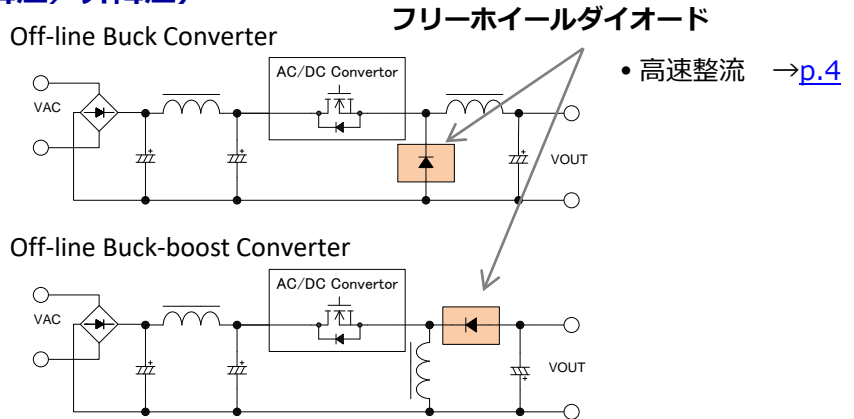 フリーホイールダイオード
Off-line Buck Converter
• 高速整流 →p.4
AC/DC Convertor
VAC
+
+
+
VOUT
Off-line Buck-boost Converter
AC/DC Convertor
VAC
+
+
+
VOUT